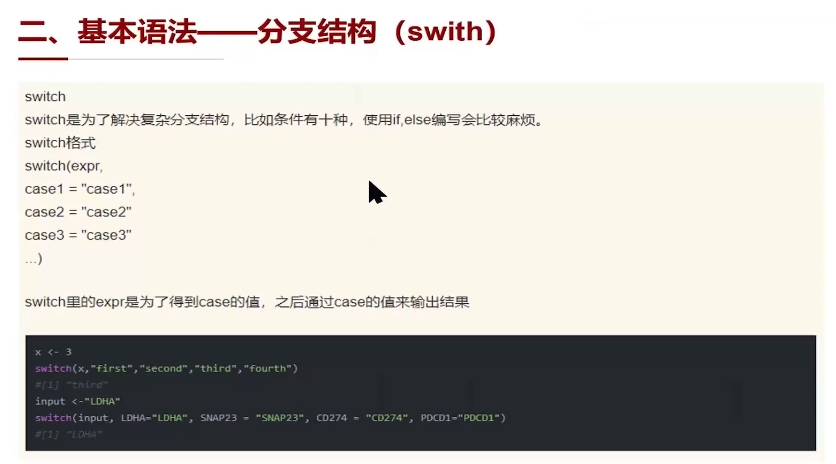 二、基本语法——分支结构（swith）
switch
switch是为了解决复杂分支结构，比如条件有十种，使用if,else编写会比较麻烦。
switch格式
switch(expr,
case1 = "case1",
case2 = "case2"
case3 = "case3"
...)
switch里的expr是为了得到case的值，之后通过case的值来输出结果
x <- 3
switch(x,"first","second","third","fourth")
#[1] "third"
input <-"LDHA"
switch(input, LDHA="LDHA", SNAP23 = "SNAP23", CD274 = "CD274", PDCD1="PDCD1")
#[1] "LDHA"